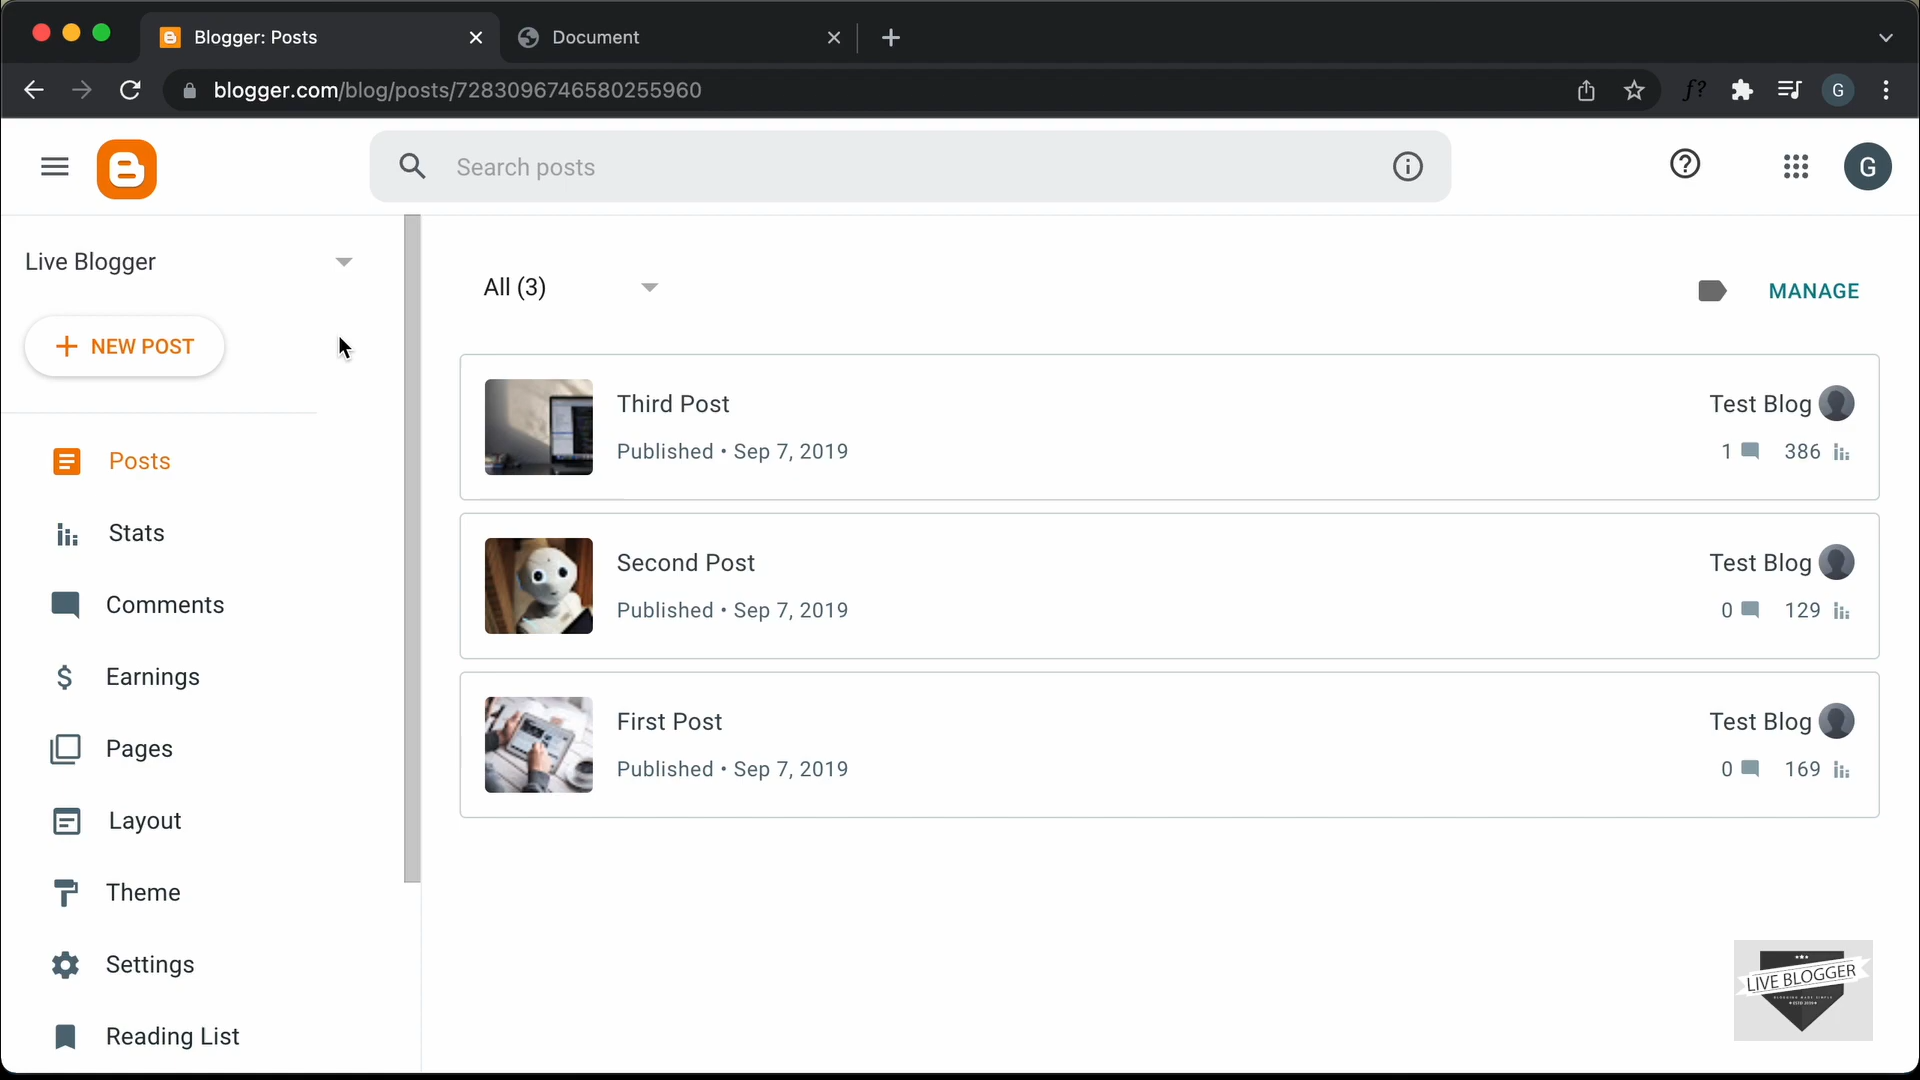 Blogger: Posts
Document
blogger.com/blog/posts/7283096746580255960
f?
G
Search posts
G
Live Blogger
NEW POST
All (3)
MANAGE
Posts
Stats
Comments
Earnings
Pages
Layout
Theme
Settings
Reading List
Third Post
Published • Sep 7, 2019
Test Blog
1 386
Second Post
Published • Sep 7, 2019
Test Blog
0 129
First Post
Published • Sep 7, 2019
Test Blog
0 169
LIVE BLOGGER